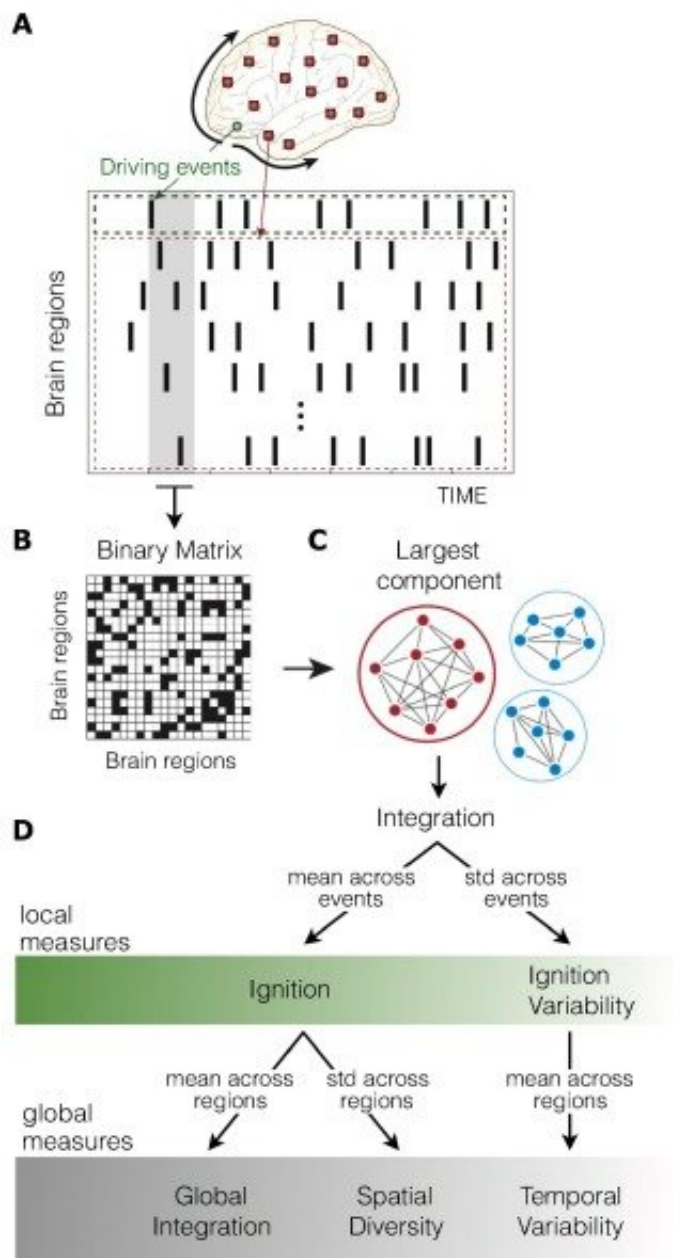 A
Driving events
Brain regions
TIME
B
Binary Matrix
Brain regions
Brain regions
C
Largest
component
Integration
D
mean across
events
std across
events
local
measures
Ignition
Ignition
Variability
mean across
regions
std across
regions
mean across
regions
global
measures
Global
Integration
Spatial
Diversity
Temporal
Variability